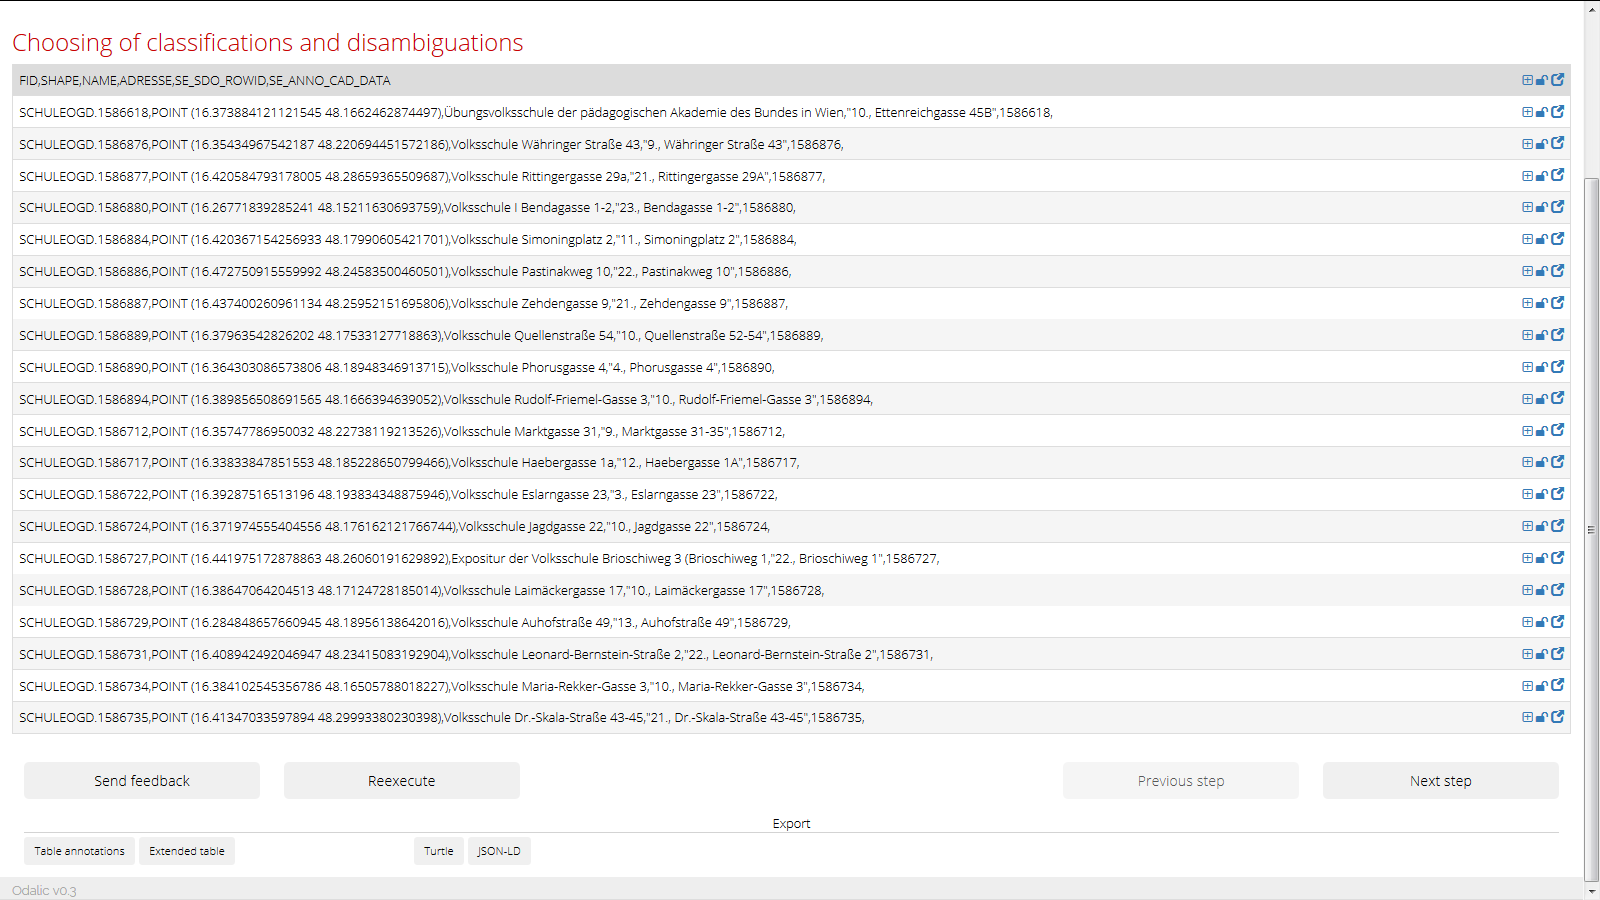 Choosing of classifications and disambiguations
FID,SHAPE,NAME,ADRESSE,SE_SDO_ROWID,SE_ANNO_CAD_DATA
SCHULEOGD.1586618,POINT (16.373884121121545 48.1662462874497),Übungsvolksschule der pädagogischen Akademie des Bundes in Wien,"10., Ettenreichgasse 45B",1586618,
SCHULEOGD.1586876,POINT (16.35434967542187 48.220694451572186),Volksschule Währinger Straße 43,"9., Währinger Straße 43",1586876,
SCHULEOGD.1586877,POINT (16.420584793178005 48.28659365509687),Volksschule Rittingergasse 29a,"21., Rittingergasse 29A",1586877,
SCHULEOGD.1586880,POINT (16.26771839285241 48.15211630693759),Volksschule I Bendagasse 1-2,"23., Bendagasse 1-2",1586880,
SCHULEOGD.1586884,POINT (16.420367154256933 48.17990605421701),Volksschule Simoningplatz 2,"11., Simoningplatz 2",1586884,
SCHULEOGD.1586886,POINT (16.472750915559992 48.24583500460501),Volksschule Pastinakweg 10,"22., Pastinakweg 10",1586886,
SCHULEOGD.1586887,POINT (16.437400260961134 48.25952151695806),Volksschule Zehdengasse 9,"21., Zehdengasse 9",1586887,
SCHULEOGD.1586889,POINT (16.37963542826202 48.17533127718863),Volksschule Quellenstraße 54,"10., Quellenstraße 52-54",1586889,
SCHULEOGD.1586890,POINT (16.364303086573806 48.18948346913715),Volksschule Phorusgasse 4,"4., Phorusgasse 4",1586890,
SCHULEOGD.1586894,POINT (16.389856508691565 48.1666394639052),Volksschule Rudolf-Friemel-Gasse 3,"10., Rudolf-Friemel-Gasse 3",1586894,
SCHULEOGD.1586712,POINT (16.35747786950032 48.22738119213526),Volksschule Marktgasse 31,"9., Marktgasse 31-35",1586712,
SCHULEOGD.1586717,POINT (16.33833847851553 48.185228650799466),Volksschule Haebergasse 1a,"12., Haebergasse 1A",1586717,
SCHULEOGD.1586722,POINT (16.39287516513196 48.193834348875946),Volksschule Eslarngasse 23,"3., Eslarngasse 23",1586722,
SCHULEOGD.1586724,POINT (16.371974555404556 48.176162121766744),Volksschule Jagdgasse 22,"10., Jagdgasse 22",1586724,
SCHULEOGD.1586727,POINT (16.441975172878863 48.26060191629892),Expositur der Volksschule Brioschiweg 3 (Brioschiweg 1,"22., Brioschiweg 1",1586727,
SCHULEOGD.1586728,POINT (16.38647064204513 48.17124728185014),Volksschule Laimäckergasse 17,"10., Laimäckergasse 17",1586728,
SCHULEOGD.1586729,POINT (16.284848657660945 48.18956138642016),Volksschule Auhofstraße 49,"13., Auhofstraße 49",1586729,
SCHULEOGD.1586731,POINT (16.408942492046947 48.23415083192904),Volksschule Leonard-Bernstein-Straße 2,"22., Leonard-Bernstein-Straße 2",1586731,
SCHULEOGD.1586734,POINT (16.384102545356786 48.16505788018227),Volksschule Maria-Rekker-Gasse 3,"10., Maria-Rekker-Gasse 3",1586734,
SCHULEOGD.1586735,POINT (16.41347033597894 48.29993380230398),Volksschule Dr.-Skala-Straße 43-45,"21., Dr.-Skala-Straße 43-45",1586735,
Send feedback Reexecute Previous step Next step
Export
Table annotations Extended table Turtle JSON-LD
Odalic v0.3